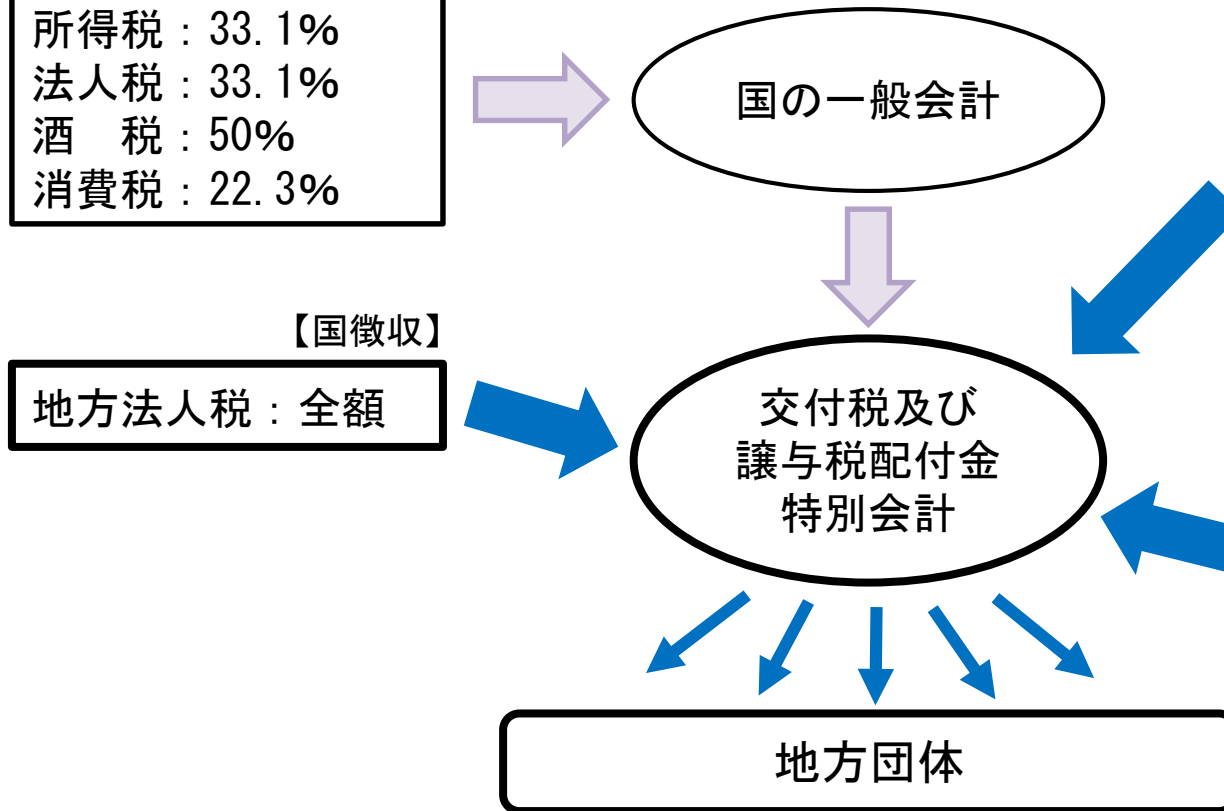 所得税：33.1%
法人税：33.1%
酒　税：50%
消費税：22.3%
国の一般会計
【国徴収】
地方法人税：全額
交付税及び
譲与税配付金
特別会計
地方団体